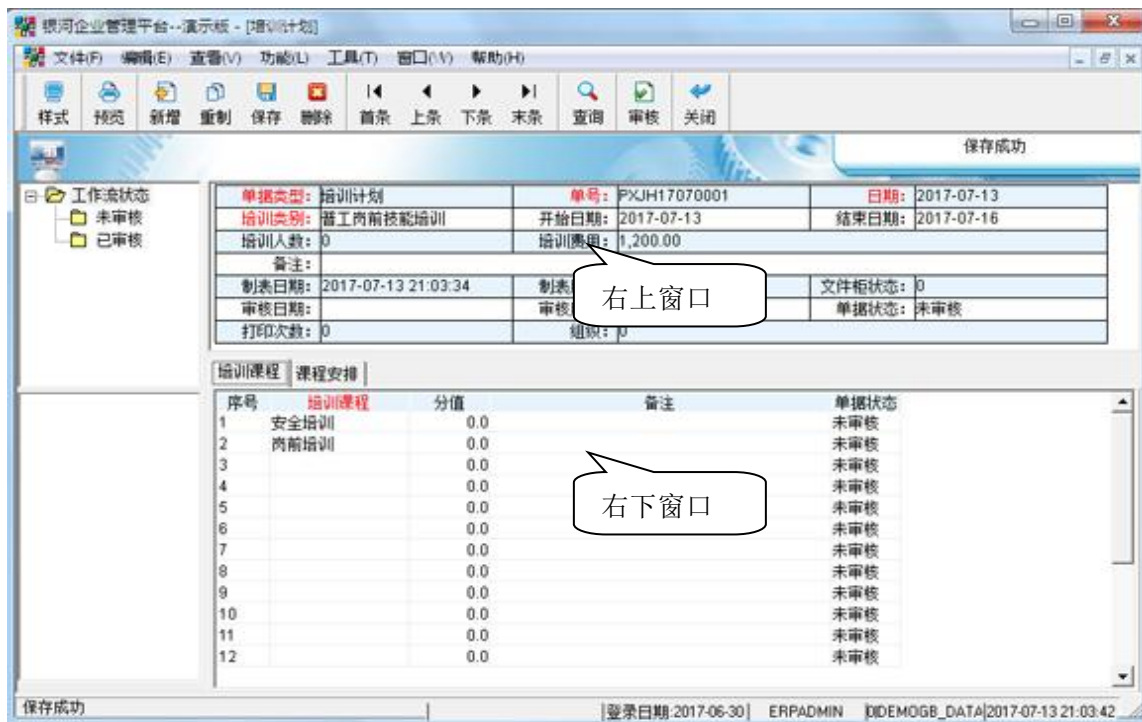 银河企业管理平台--演示板 - [培训计划]
文件(F) 编辑(E) 查看(V) 功能(L) 工具(T) 窗口(W) 帮助(H)
样式 预览 新增 重制 保存 删除 首条 上条 下条 末条 查询 审核 关闭
保存成功
工作流状态
未审核
已审核
单据类型: 培训计划 单号: PXJH17070001 日期: 2017-07-13
培训类别: 普工岗前技能培训 开始日期: 2017-07-13 结束日期: 2017-07-16
培训人数: 0 培训费用: 1,200.00
备注:
制表日期: 2017-07-13 21:03:34 制表 文件柜状态: 0
审核日期: 审核 单据状态: 未审核
打印次数: 0 组织: 0
右上窗口
培训课程 课程安排
序号 培训课程 分值 备注 单据状态
1 安全培训 0.0 未审核
2 岗前培训 0.0 未审核
3 0.0 未审核
4 0.0 未审核
5 0.0 未审核
6 0.0 未审核
7 0.0 未审核
8 0.0 未审核
9 0.0 未审核
10 0.0 未审核
11 0.0 未审核
12 0.0 未审核
右下窗口
保存成功 登录日期:2017-06-30 ERPADMIN DIDEMOGB_DATA 2017-07-13 21:03:42